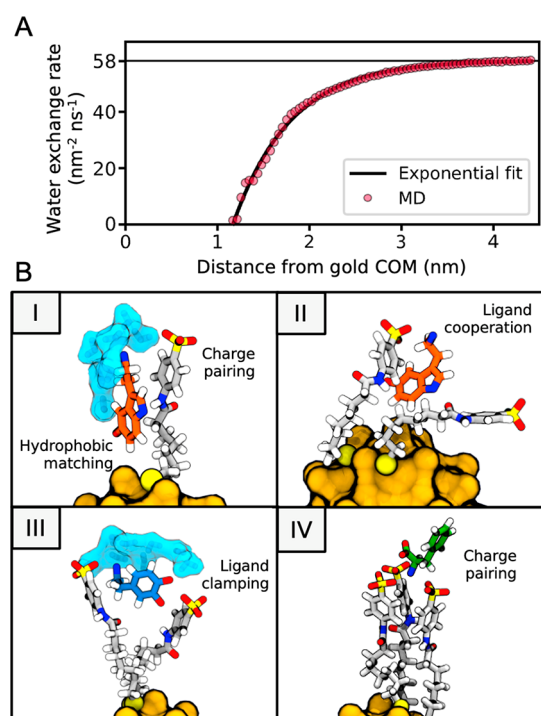 A
58
40
20
0
Water exchange rate
(nm⁻² ns⁻¹)
Exponential fit
MD
0 1 2 3 4
Distance from gold COM (nm)
B
I
Charge
pairing
Hydrophobic
matching
II
Ligand
cooperation
III
Ligand
clamping
IV
Charge
pairing